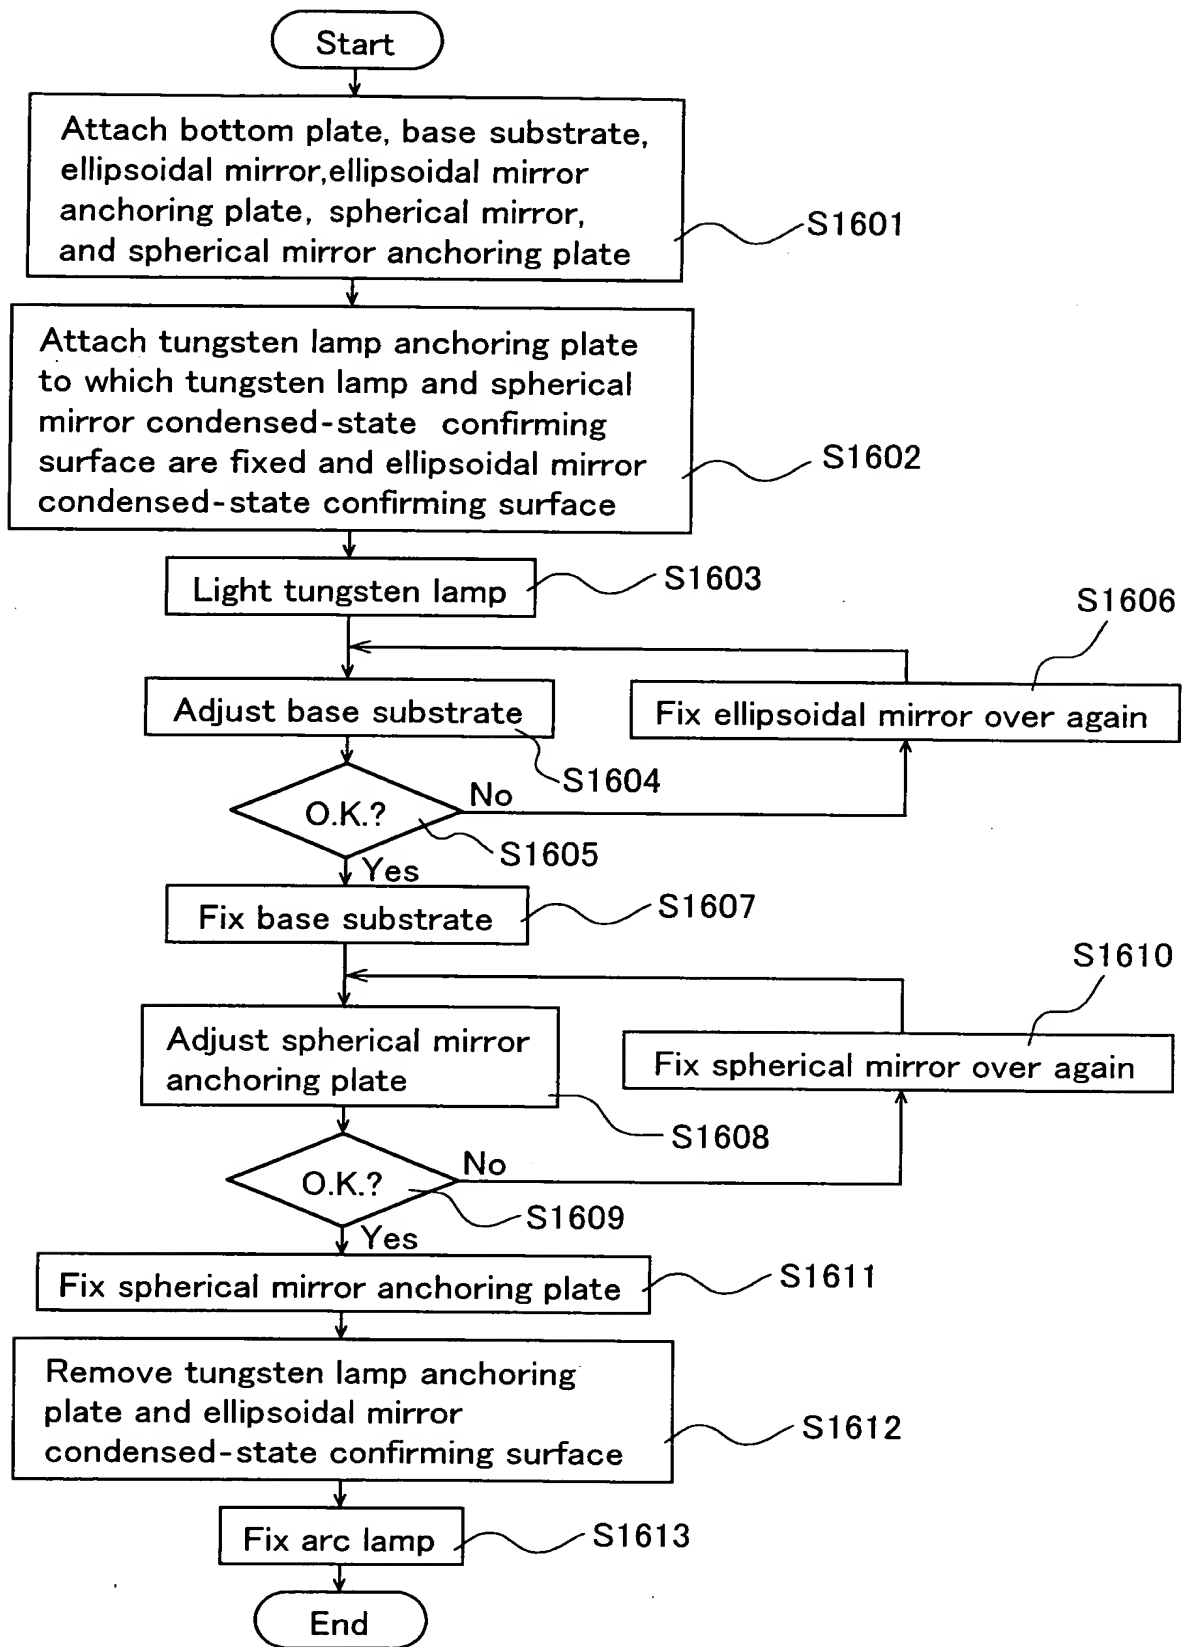 Start
Attach bottom plate, base substrate,
ellipsoidal mirror,ellipsoidal mirror
anchoring plate, spherical mirror,
and spherical mirror anchoring plate
S1601
Attach tungsten lamp anchoring plate
to which tungsten lamp and spherical
mirror condensed-state confirming
surface are fixed and ellipsoidal mirror
condensed-state confirming surface
S1602
Light tungsten lamp
S1603
S1606
Adjust base substrate
Fix ellipsoidal mirror over again
S1604
O.K.?
No
S1605
Yes
Fix base substrate
S1607
S1610
Adjust spherical mirror
anchoring plate
Fix spherical mirror over again
S1608
O.K.?
No
S1609
Yes
Fix spherical mirror anchoring plate
S1611
Remove tungsten lamp anchoring
plate and ellipsoidal mirror
condensed-state confirming surface
S1612
Fix arc lamp
S1613
End